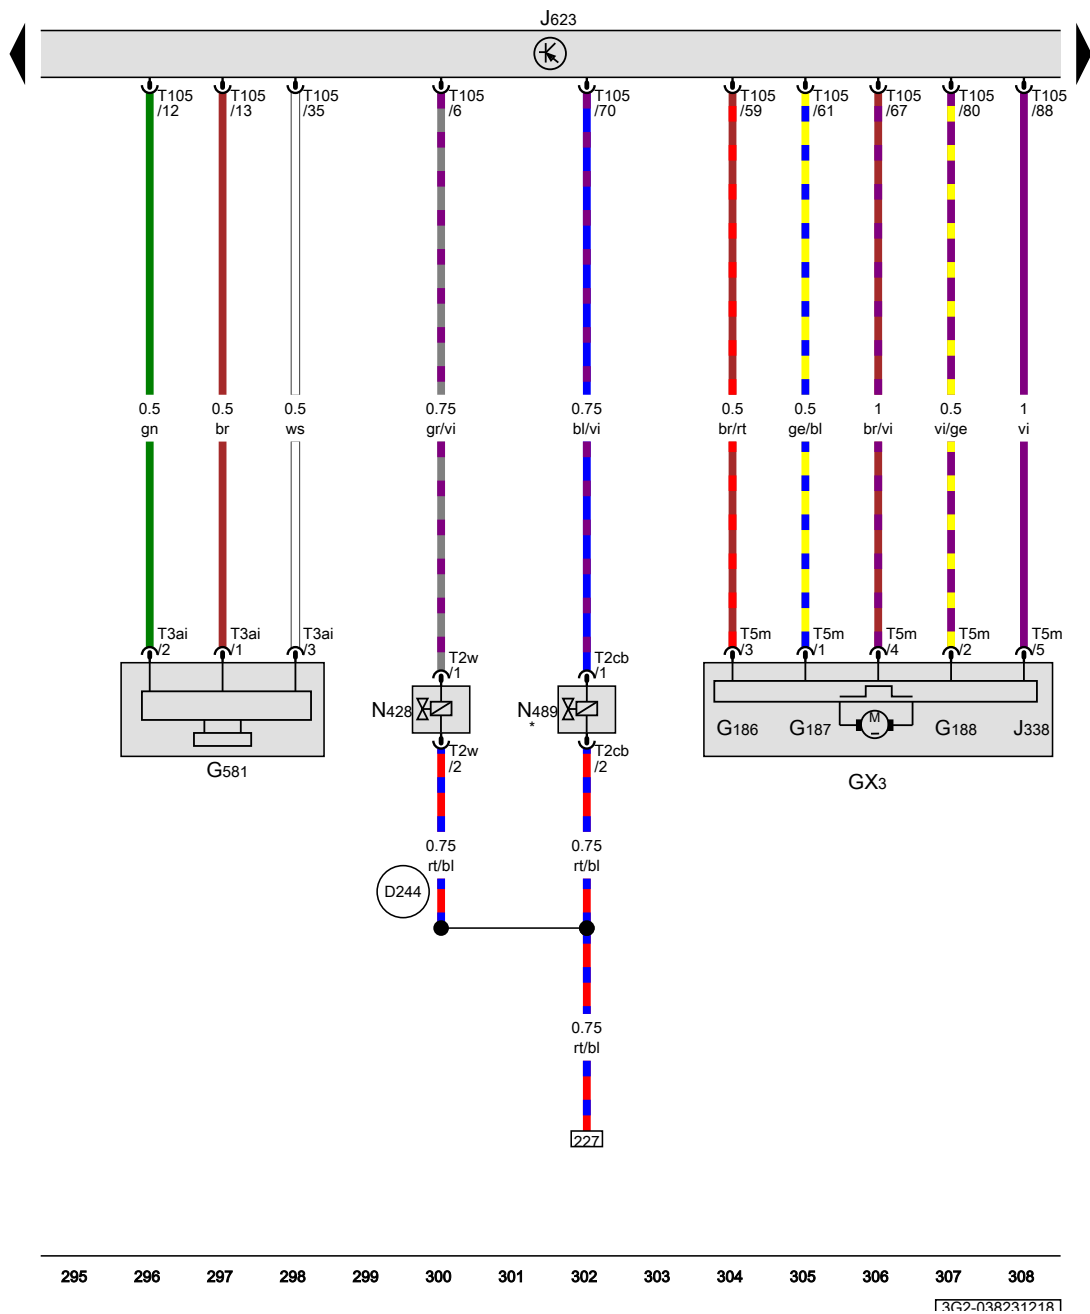 J623
T105 T105 T105 T105 T105 T105 T105 T105 T105 T105
/12 /13 /35 /6 /70 /59 /61 /67 /80 /88
0.5 0.5 0.5 0.75 0.75 0.5 0.5 1 0.5 1
gn br ws gr/vi bl/vi br/rt ge/bl br/vi vi/ge vi
T3ai T3ai T3ai T5m T5m T5m T5m T5m
/2 /1 /3 /3 /1 /4 /2 /5
T2w T2cb
/1 /1
N428 N489
*
M
G186 G187 G188 J338
T2w T2cb
/2 /2
G581
GX3
0.75 0.75
rt/bl rt/bl
D244
0.75
rt/bl
227
295 296 297 298 299 300 301 302 303 304 305 306 307 308
3G2-038231218